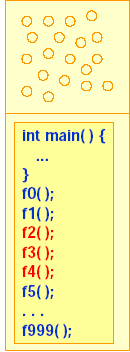 int main( ) {
...
}
f0( );
f1( );
f2( );
f3( );
f4( );
f5( );
. . .
f999( );